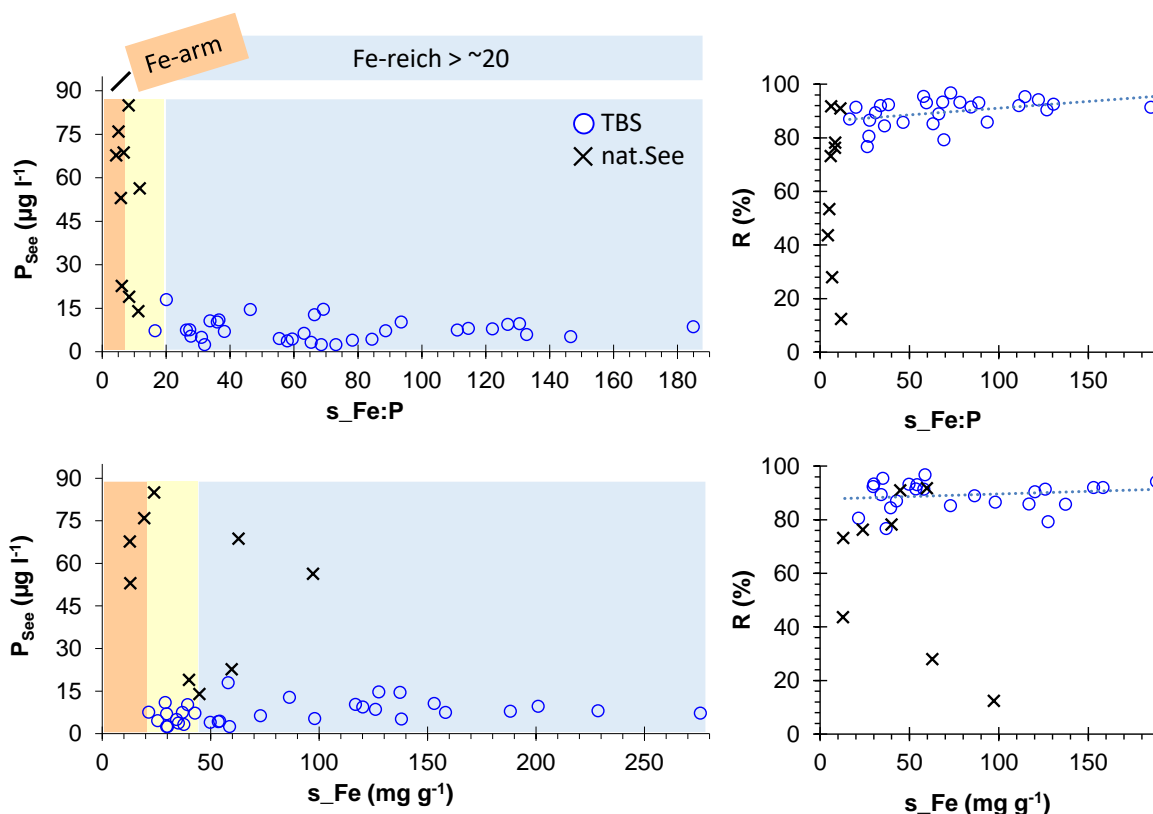 Fe-arm
Fe-reich > ~20
90
75
60
45
30
15
0
P_See (µg l⁻¹)
TBS
nat.See
0 20 40 60 80 100 120 140 160 180
s_Fe:P
100
80
60
40
20
0
R (%)
0 50 100 150
s_Fe:P
90
75
60
45
30
15
0
P_See (µg l⁻¹)
0 50 100 150 200 250
s_Fe (mg g⁻¹)
100
80
60
40
20
0
R (%)
0 50 100 150
s_Fe (mg g⁻¹)